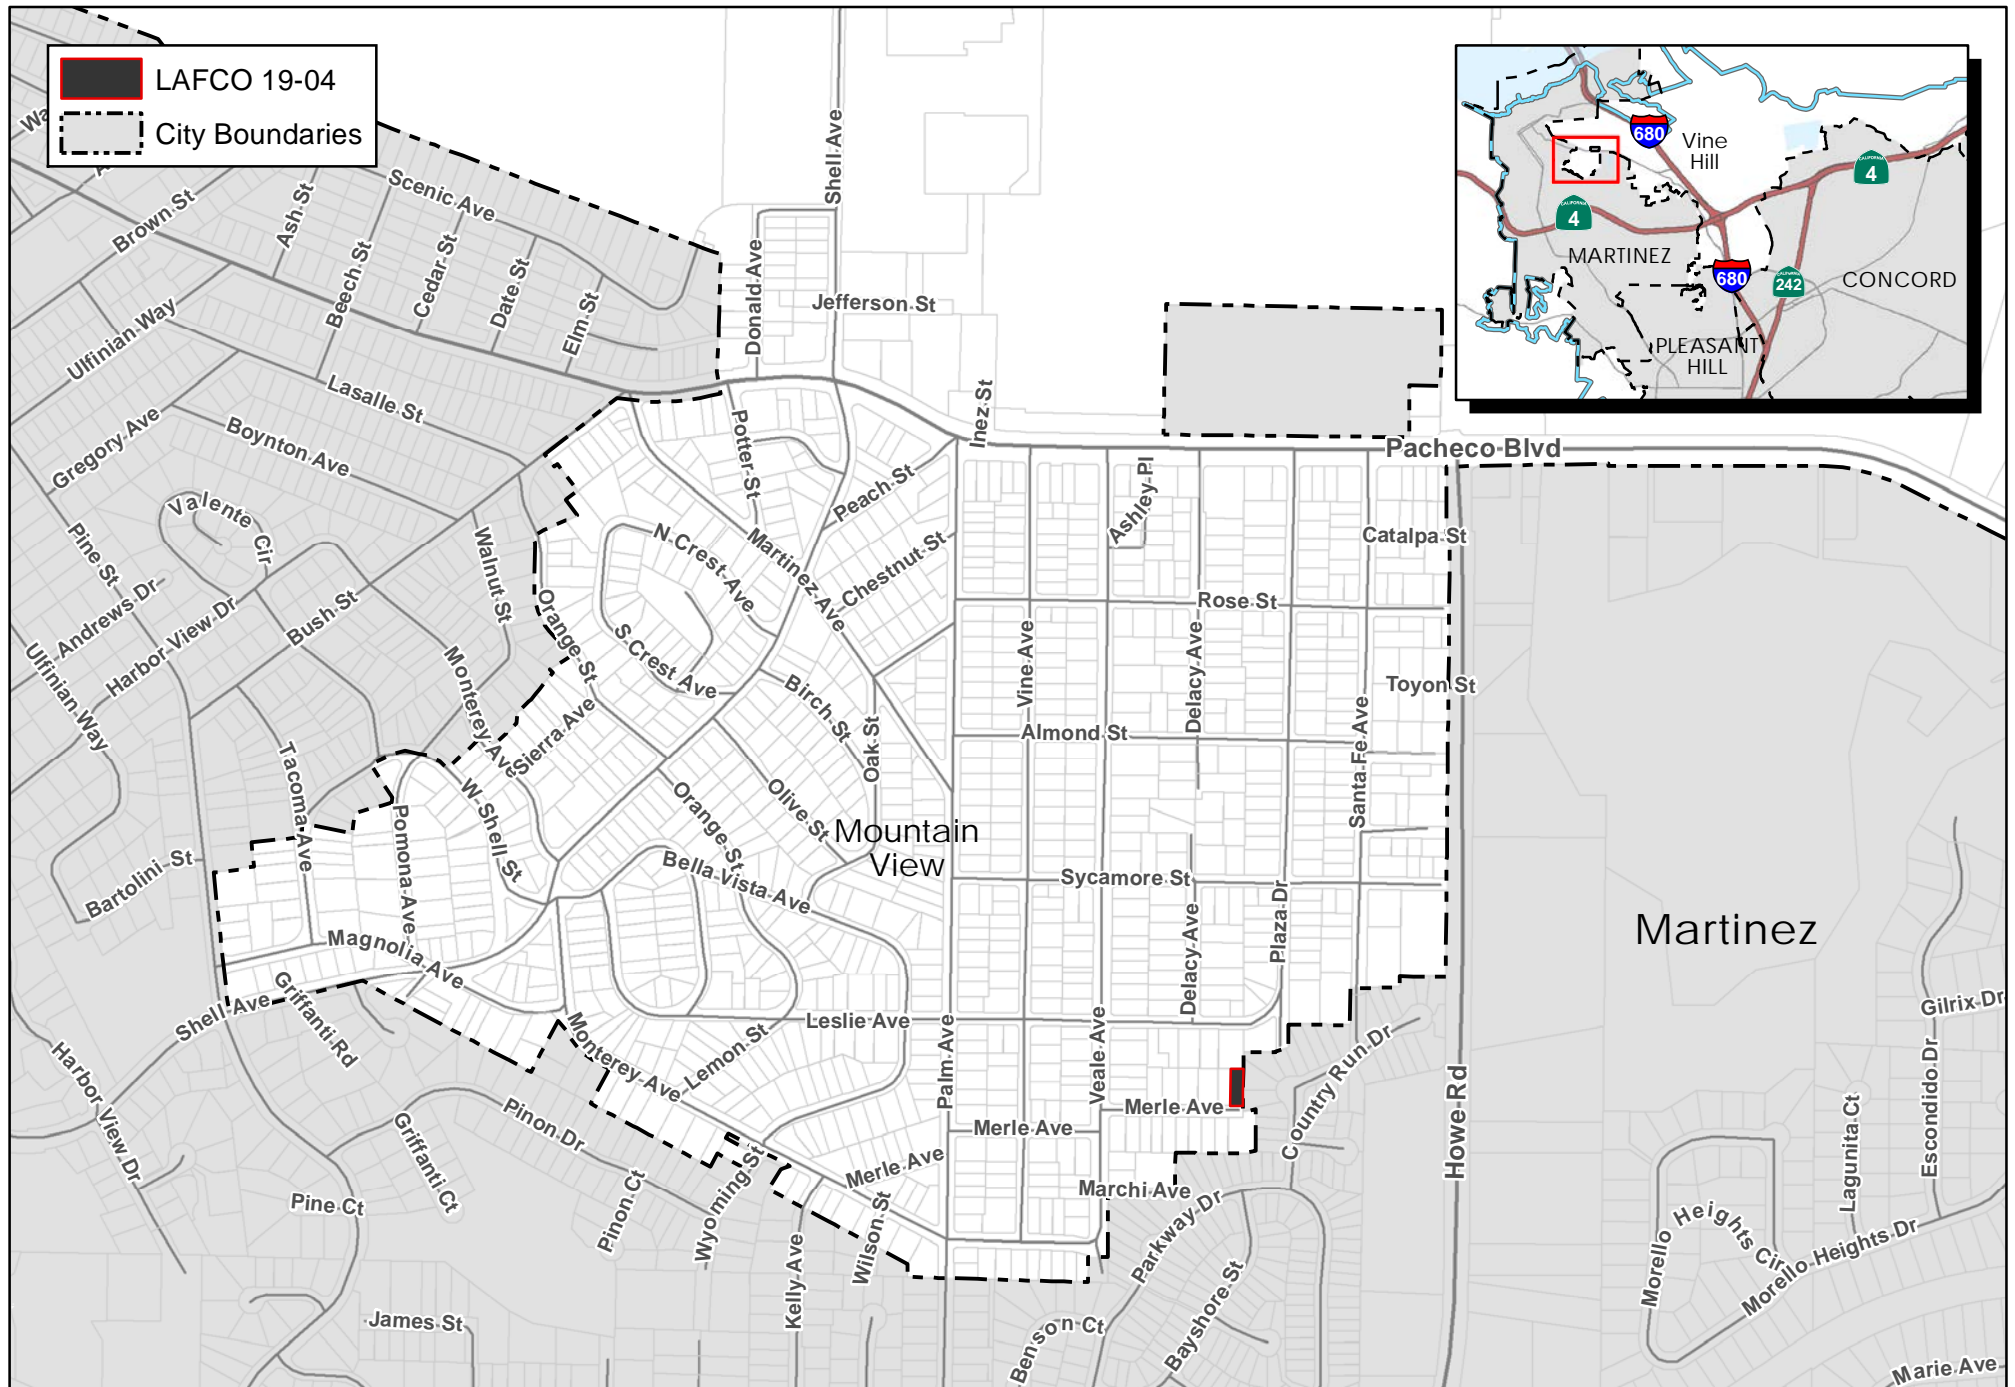 LAFCO 19-04
City Boundaries
Wa
A
Brown St
Scenic Ave
Ash St
Beech St
Cedar St
Date St
Elm St
Shell Ave
Donald Ave
Jefferson St
Ulfinian Way
Lasalle St
Gregory Ave
Boynton Ave
Valente Cir
Pine St
Andrews Dr
Harbor View Dr
Bush St
Walnut St
Ulfinian Way
Monterey Ave
Sierra Ave
Orange St
N Crest Ave
S Crest Ave
Potter St
Martinez Ave
Peach St
Chestnut St
Inez St
Pacheco Blvd
Ashley Pl
Catalpa St
Rose St
Vine Ave
Delacy Ave
Toyon St
Almond St
Santa Fe Ave
Birch St
Oak St
Olive St
Orange St
Mountain
View
Tacoma Ave
Pomona Ave
W Shell St
Bella Vista Ave
Bartolini St
Sycamore St
Delacy Ave
Plaza Dr
Magnolia Ave
Griffanti Rd
Shell Ave
Leslie Ave
Monterey Ave
Lemon St
Palm Ave
Veale Ave
Merle Ave
Merle Ave
Merle Ave
Marchi Ave
Country Run Dr
Howe Rd
Martinez
Gilrix Dr
Escondido Dr
Lagunita Ct
Morello Heights Cir
Morello Heights Dr
Marie Ave
Harbor View Dr
Griffanti Ct
Pinon Dr
Pinon Ct
Pine Ct
Wyoming St
Kelly Ave
Wilson St
Parkway Dr
Bayshore St
Benson Ct
James St
680
Vine
Hill
CALIFORNIA
4
CALIFORNIA
4
MARTINEZ
680
CALIFORNIA
242
CONCORD
PLEASANT
HILL